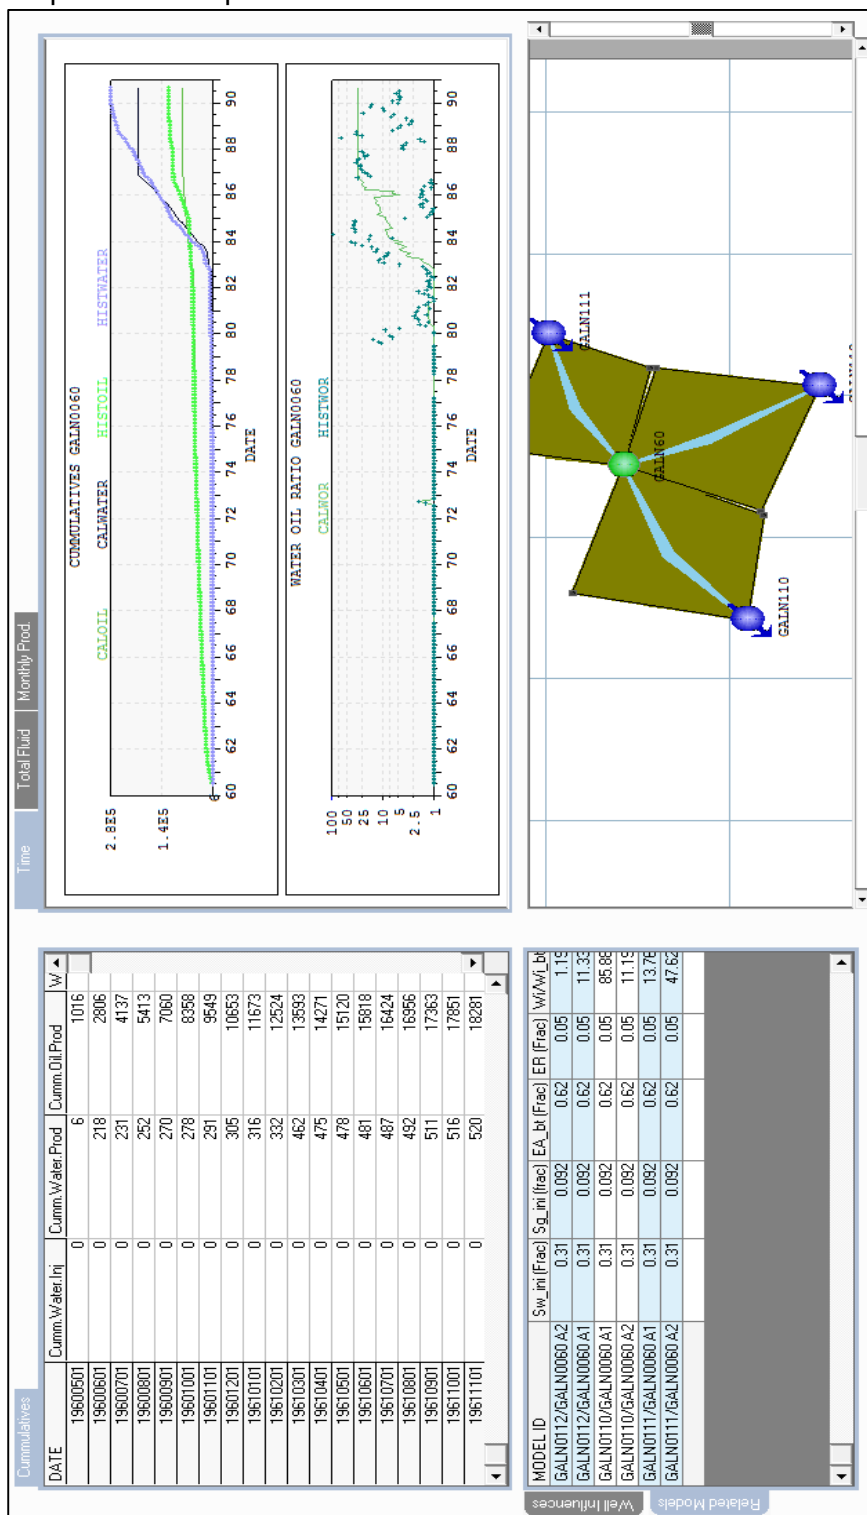 Cummulatives
DATE Cumm.Water.Inj Cumm.Water.Prod Cumm.Oil.Prod W
19600501 0 6 1016
19600601 0 218 2806
19600701 0 231 4137
19600801 0 252 5413
19600901 0 270 7060
19601001 0 278 8358
19601101 0 291 9549
19601201 0 305 10653
19610101 0 316 11673
19610201 0 332 12524
19610301 0 462 13593
19610401 0 475 14271
19610501 0 478 15120
19610601 0 481 15818
19610701 0 487 16424
19610801 0 492 16956
19610901 0 511 17363
19611001 0 516 17851
19611101 0 520 18281
Time Total Fluid Monthly Prod.
CUMMULATIVES GALN0060
CALOIL CALWATER HISTOIL HISTWATER
2.8E5
1.4E5
6
60 62 64 66 68 70 72 74 76 78 80 82 84 86 88 90
DATE
WATER OIL RATIO GALN0060
CALWOR HISTWOR
100
50
25
10
5
2.5
1
60 62 64 66 68 70 72 74 76 78 80 82 84 86 88 90
DATE
Well Influences
Related Models
MODEL ID Sw_ini (Frac) Sg_ini (frac) EA_bt (Frac) ER (Frac) Wi/Wi_bt
GALN0112/GALN0060 A2 0.31 0.092 0.62 0.05 1.19
GALN0112/GALN0060 A1 0.31 0.092 0.62 0.05 11.33
GALN0110/GALN0060 A1 0.31 0.092 0.62 0.05 85.88
GALN0110/GALN0060 A2 0.31 0.092 0.62 0.05 11.19
GALN0111/GALN0060 A1 0.31 0.092 0.62 0.05 13.76
GALN0111/GALN0060 A2 0.31 0.092 0.62 0.05 47.62
GALN111
GALN60
GALN110